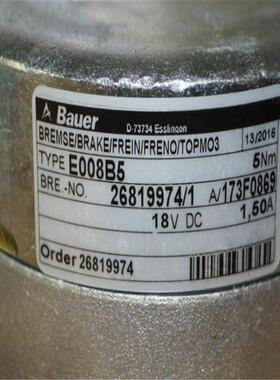 Bauer
D-73734 Esslingen
BREMSE/BRAKE/FREIN/FRENO/TOPMO3 13/2016
TYPE E008B5 5Nm
BRE.-NO. 26819974/1 A/173F0869
18V DC 1,50A
Order 26819974